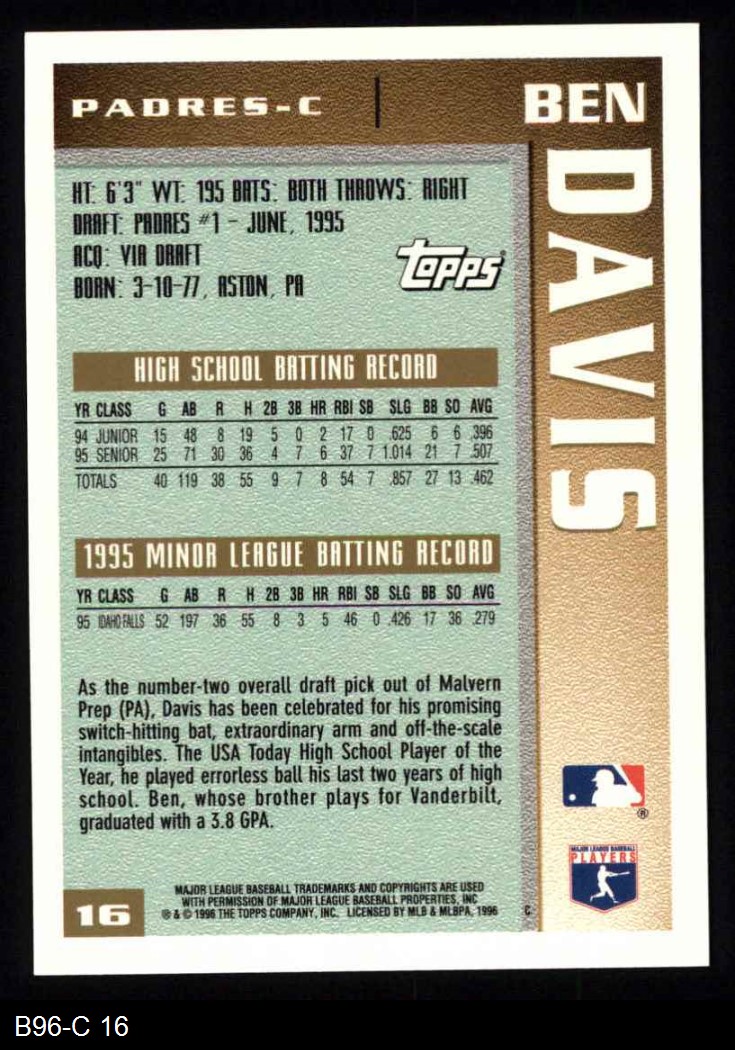 PADRES-C
BEN
DAVIS
HT: 6'3" WT: 195 BATS: BOTH THROWS: RIGHT
DRAFT: PADRES #1 - JUNE, 1995
ACQ: VIA DRAFT
BORN: 3-10-77, ASTON, PA
TOPPS
HIGH SCHOOL BATTING RECORD
YR CLASS G AB R H 2B 3B HR RBI SB SLG BB SO AVG
94 JUNIOR 15 48 8 19 5 0 2 17 0 .625 6 6 .396
95 SENIOR 25 71 30 36 4 7 6 37 7 1.014 21 7 .507
TOTALS 40 119 38 55 9 7 8 54 7 .857 27 13 .462
1995 MINOR LEAGUE BATTING RECORD
YR CLASS G AB R H 2B 3B HR RBI SB SLG BB SO AVG
95 IDAHO FALLS 52 197 36 55 8 3 5 46 0 .426 17 36 .279
As the number-two overall draft pick out of Malvern
Prep (PA), Davis has been celebrated for his promising
switch-hitting bat, extraordinary arm and off-the-scale
intangibles. The USA Today High School Player of the
Year, he played errorless ball his last two years of high
school. Ben, whose brother plays for Vanderbilt,
graduated with a 3.8 GPA.
®
MAJOR LEAGUE BASEBALL
PLAYERS
16
MAJOR LEAGUE BASEBALL TRADEMARKS AND COPYRIGHTS ARE USED
WITH PERMISSION OF MAJOR LEAGUE BASEBALL PROPERTIES, INC
® & © 1996 THE TOPPS COMPANY, INC. LICENSED BY MLB & MLBPA, 1996
C
B96-C 16